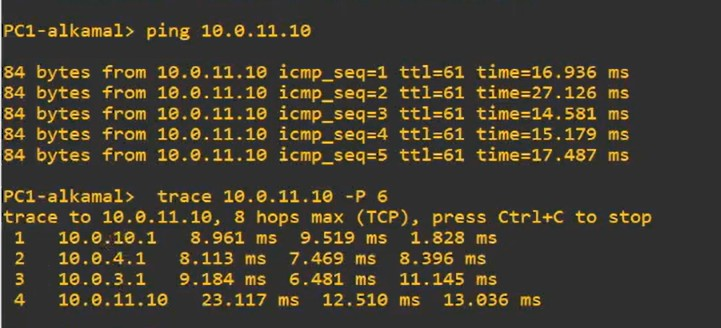 PC1-alkamal> ping 10.0.11.10
84 bytes from 10.0.11.10 icmp_seq=1 ttl=61 time=16.936 ms
84 bytes from 10.0.11.10 icmp_seq=2 ttl=61 time=27.126 ms
84 bytes from 10.0.11.10 icmp_seq=3 ttl=61 time=14.581 ms
84 bytes from 10.0.11.10 icmp_seq=4 ttl=61 time=15.179 ms
84 bytes from 10.0.11.10 icmp_seq=5 ttl=61 time=17.487 ms
PC1-alkamal>  trace 10.0.11.10 -P 6
trace to 10.0.11.10, 8 hops max (TCP), press Ctrl+C to stop
 1   10.0.10.1   8.961 ms  9.519 ms  1.828 ms
 2   10.0.4.1   8.113 ms  7.469 ms  8.396 ms
 3   10.0.3.1   9.184 ms  6.481 ms  11.145 ms
 4   10.0.11.10   23.117 ms  12.510 ms  13.036 ms